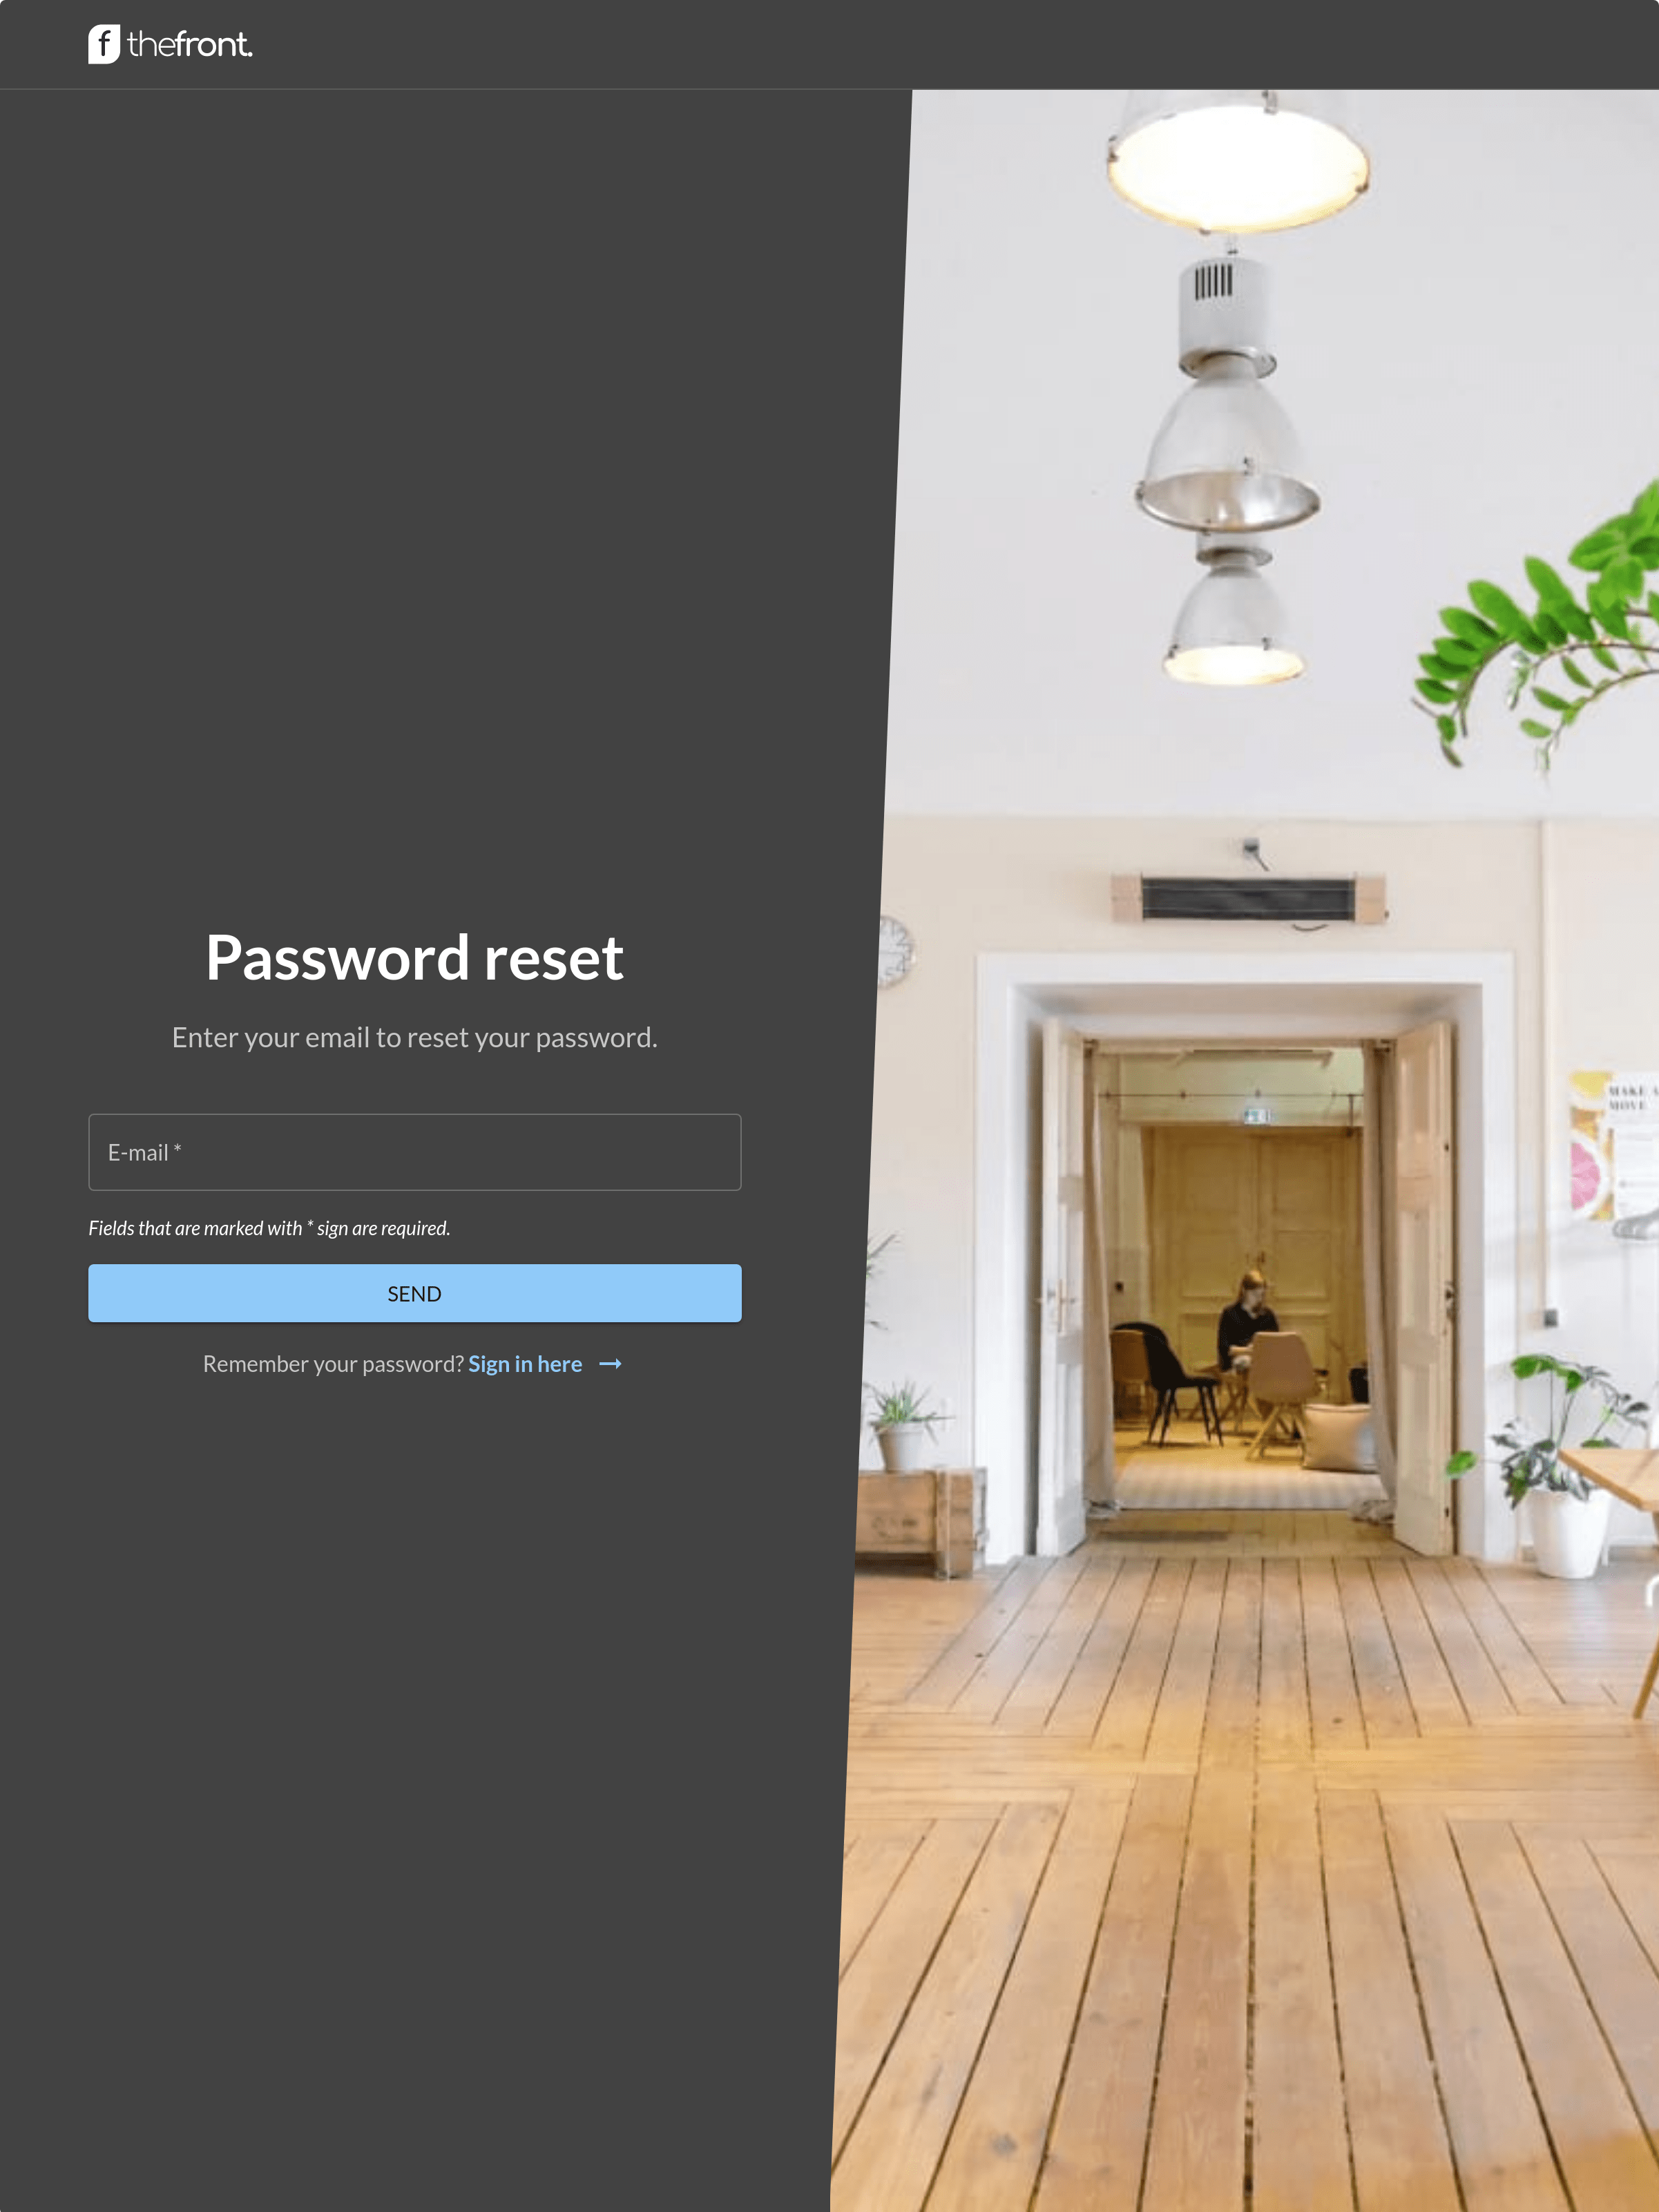 f thefront.
Password reset
Enter your email to reset your password.
E-mail *
Fields that are marked with * sign are required.
SEND
Remember your password? Sign in here →
MAKE A
MOVE